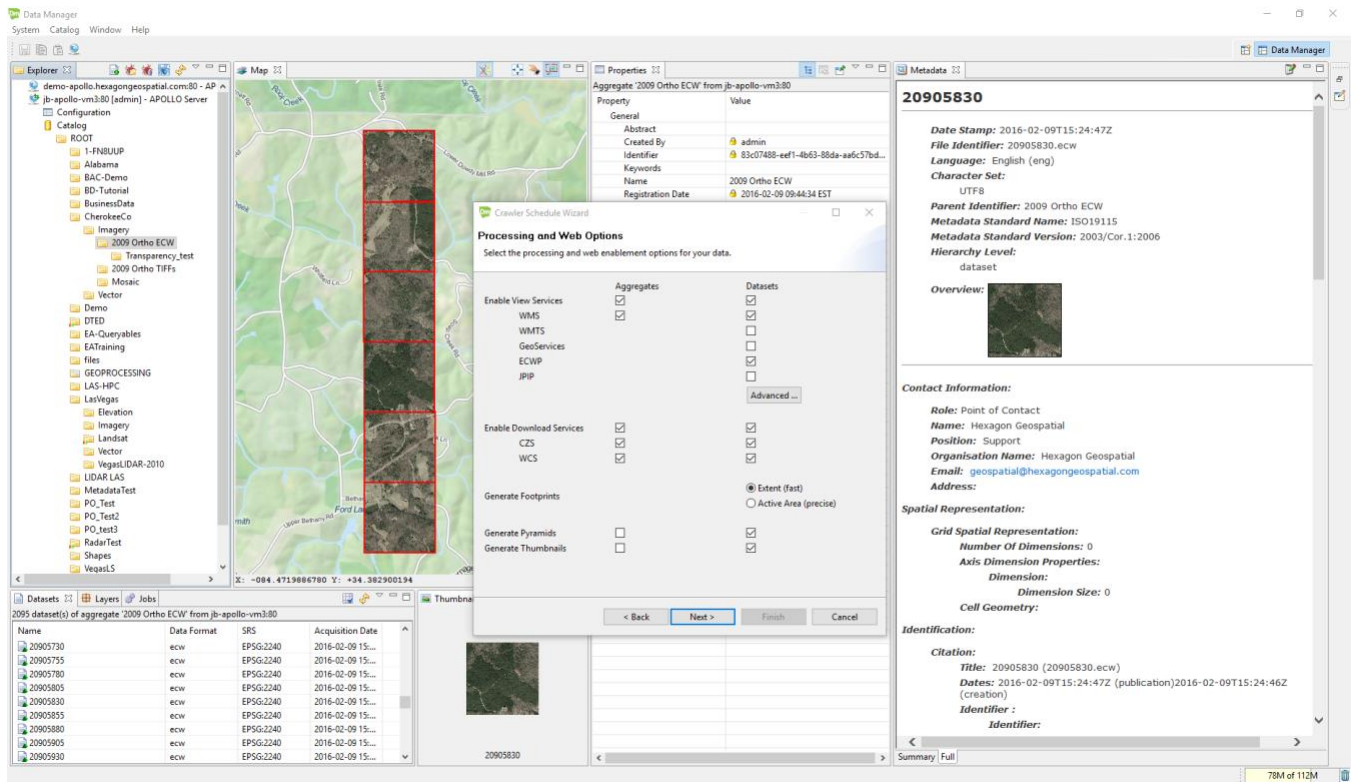 Data Manager
System Catalog Window Help
Data Manager
Explorer
demo-apollo.hexagongeospatial.com:80 - AP
jb-apollo-vm3:80 [admin] - APOLLO Server
Configuration
Catalog
ROOT
1-FN8UUP
Alabama
BAC-Demo
BD-Tutorial
BusinessData
CherokeeCo
Imagery
2009 Ortho ECW
Transparency_test
2009 Ortho TIFFs
Mosaic
Vector
Demo
DTED
EA-Queryables
EATraining
files
GEOPROCESSING
LAS-HPC
LasVegas
Elevation
Imagery
Landsat
Vector
VegasLIDAR-2010
LIDAR LAS
MetadataTest
PO_Test
PO_Test2
PO_test3
RadarTest
Shapes
VegasLS
Map
Rock Creek
Upper Bethany Rd
Ford La
X: -084.4719886780 Y: +34.382900194
Properties
Aggregate '2009 Ortho ECW' from jb-apollo-vm3:80
Property Value
General
Abstract
Created By admin
Identifier 83c07488-eef1-4b63-88da-aa6c57bd...
Keywords
Name 2009 Ortho ECW
Registration Date 2016-02-09 09:44:34 EST
Crawler Schedule Wizard
Processing and Web Options
Select the processing and web enablement options for your data.
Aggregates Datasets
Enable View Services
WMS
WMTS
GeoServices
ECWP
JPIP
Advanced ...
Enable Download Services
CZS
WCS
Generate Footprints
Extent (fast)
Active Area (precise)
Generate Pyramids
Generate Thumbnails
< Back Next > Finish Cancel
Metadata
20905830
Date Stamp: 2016-02-09T15:24:47Z
File Identifier: 20905830.ecw
Language: English (eng)
Character Set:
UTF8
Parent Identifier: 2009 Ortho ECW
Metadata Standard Name: ISO19115
Metadata Standard Version: 2003/Cor.1:2006
Hierarchy Level:
dataset
Overview:
Contact Information:
Role: Point of Contact
Name: Hexagon Geospatial
Position: Support
Organisation Name: Hexagon Geospatial
Email: geospatial@hexagongeospatial.com
Address:
Spatial Representation:
Grid Spatial Representation:
Number Of Dimensions: 0
Axis Dimension Properties:
Dimension:
Dimension Size: 0
Cell Geometry:
Identification:
Citation:
Title: 20905830 (20905830.ecw)
Dates: 2016-02-09T15:24:47Z (publication)2016-02-09T15:24:46Z
(creation)
Identifier :
Identifier:
Summary Full
Datasets Layers Jobs
2095 dataset(s) of aggregate '2009 Ortho ECW' from jb-apollo-vm3:80
Name Data Format SRS Acquisition Date
20905730 ecw EPSG:2240 2016-02-09 15:...
20905755 ecw EPSG:2240 2016-02-09 15:...
20905780 ecw EPSG:2240 2016-02-09 15:...
20905805 ecw EPSG:2240 2016-02-09 15:...
20905830 ecw EPSG:2240 2016-02-09 15:...
20905855 ecw EPSG:2240 2016-02-09 15:...
20905880 ecw EPSG:2240 2016-02-09 15:...
20905905 ecw EPSG:2240 2016-02-09 15:...
20905930 ecw EPSG:2240 2016-02-09 15:...
Thumbna
20905830
78M of 112M